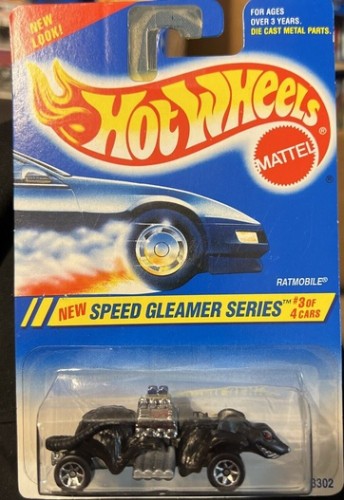 NEW
LOOK!
FOR AGES
OVER 3 YEARS.
DIE CAST METAL PARTS.
HOT WHEELS®
MATTEL
®
RATMOBILE®
NEW SPEED GLEAMER SERIES™ #3 OF
4 CARS
3302